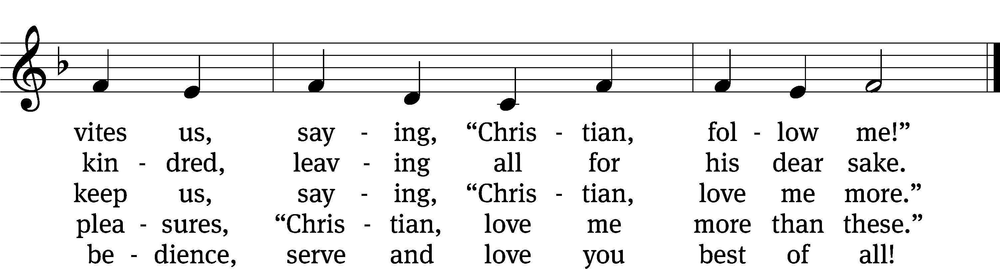 vites us, say - ing, “Chris - tian, fol - low me!”
kin - dred, leav - ing all for his dear sake.
keep us, say - ing, “Chris - tian, love me more.”
plea - sures, “Chris - tian, love me more than these.”
be - dience, serve and love you best of all!